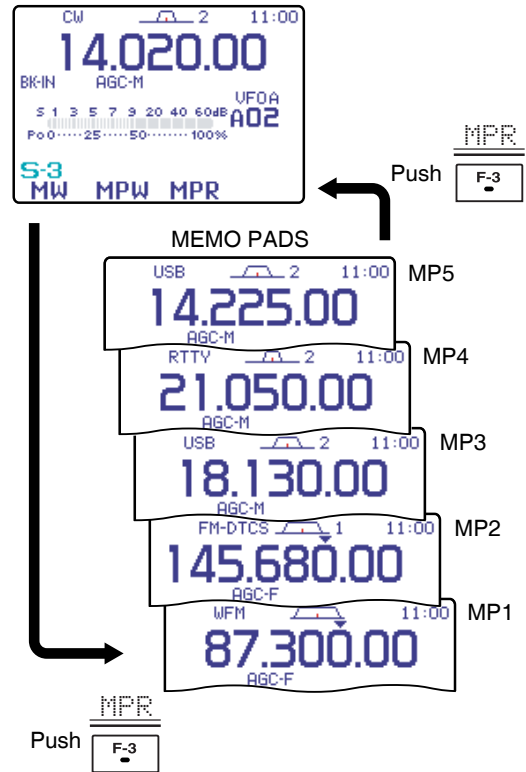 CW 2 11:00
14.020.00
BK-IN AGC-M
VFOA
S 1 3 5 7 9 20 40 60dB A02
Po0·····25·····50········100%
S-3
MW MPW MPR
MPR
Push F-3
MEMO PADS
USB 2 11:00 MP5
14.225.00
AGC-M
RTTY 2 11:00 MP4
21.050.00
AGC-M
USB 2 11:00 MP3
18.130.00
AGC-M
FM-DTCS 1 11:00 MP2
145.680.00
AGC-F
WFM 11:00 MP1
87.300.00
AGC-F
MPR
Push F-3